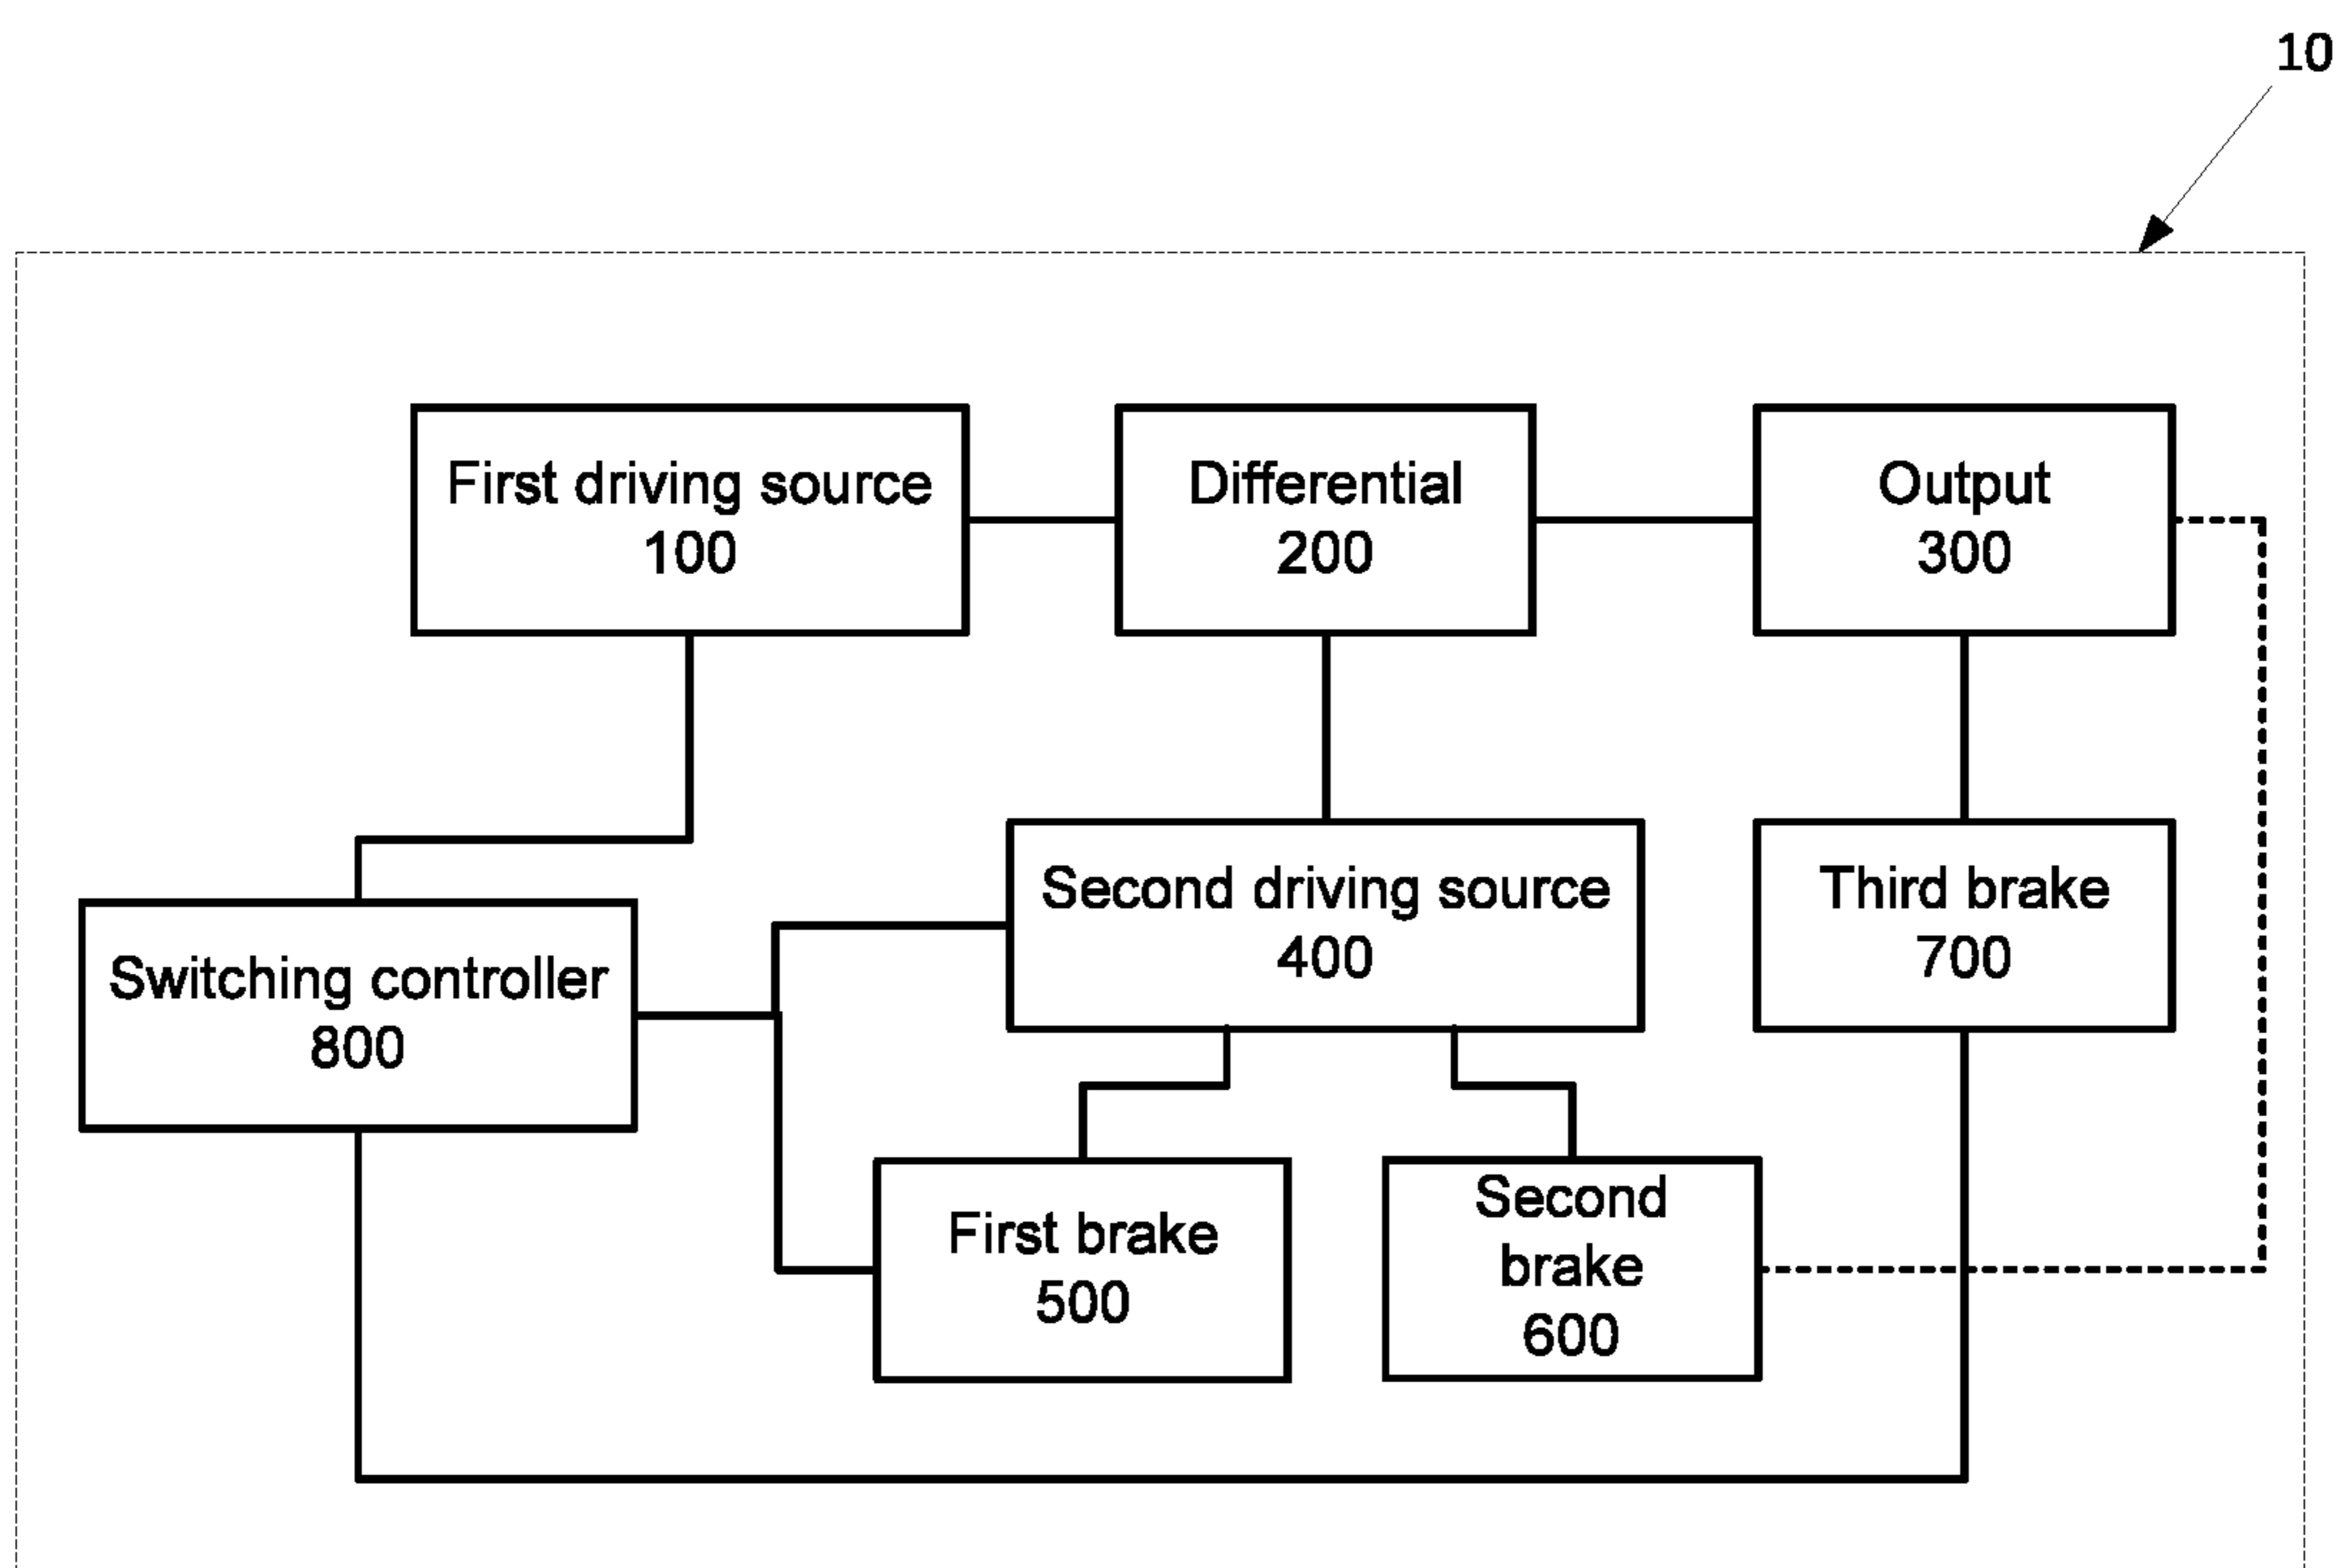 10
First driving source
100
Differential
200
Output
300
Second driving source
400
Third brake
700
Switching controller
800
First brake
500
Second
brake
600